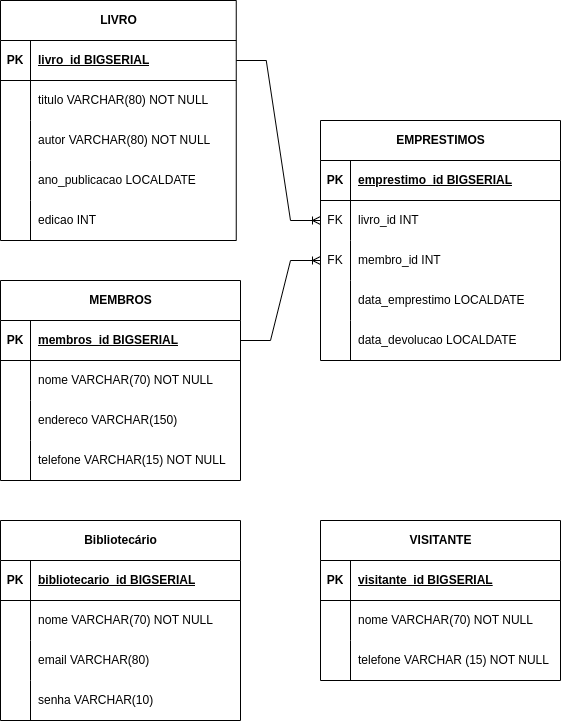 LIVRO
PK livro_id BIGSERIAL
titulo VARCHAR(80) NOT NULL
autor VARCHAR(80) NOT NULL
ano_publicacao LOCALDATE
edicao INT
EMPRESTIMOS
PK emprestimo_id BIGSERIAL
FK livro_id INT
FK membro_id INT
data_emprestimo LOCALDATE
data_devolucao LOCALDATE
MEMBROS
PK membros_id BIGSERIAL
nome VARCHAR(70) NOT NULL
endereco VARCHAR(150)
telefone VARCHAR(15) NOT NULL
Bibliotecário
PK bibliotecario_id BIGSERIAL
nome VARCHAR(70) NOT NULL
email VARCHAR(80)
senha VARCHAR(10)
VISITANTE
PK visitante_id BIGSERIAL
nome VARCHAR(70) NOT NULL
telefone VARCHAR (15) NOT NULL